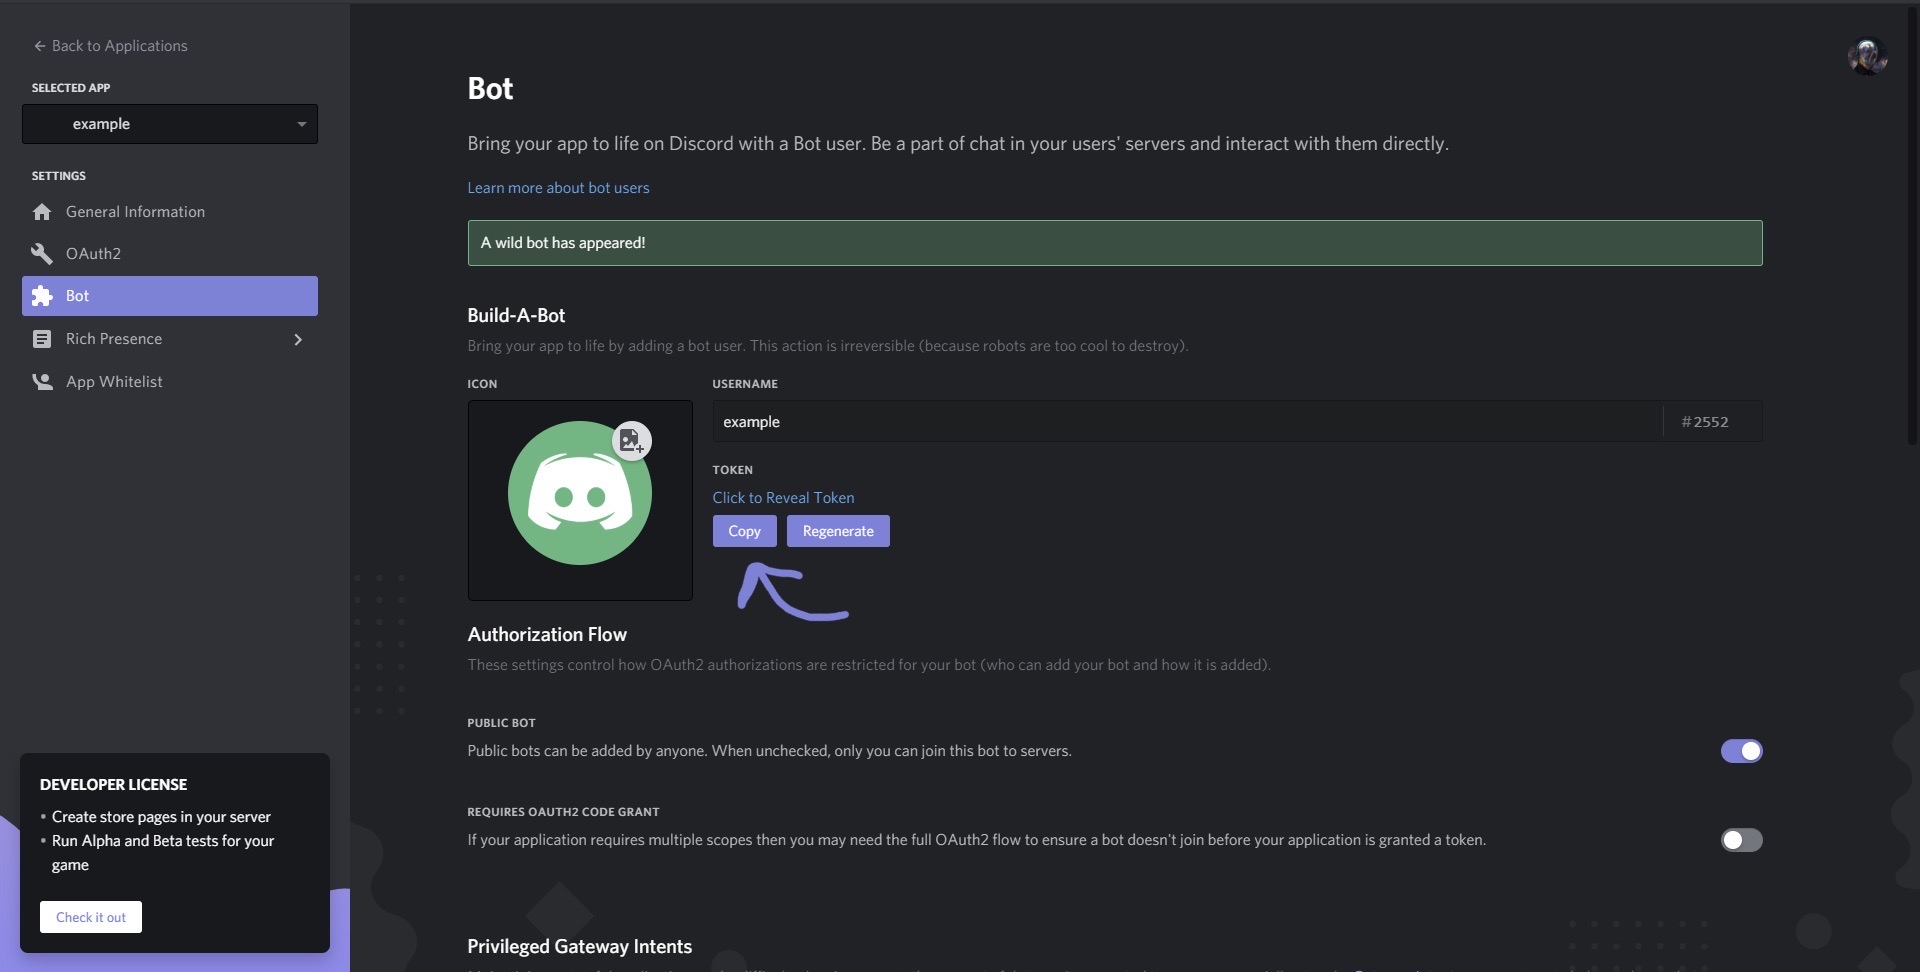 Back to Applications
SELECTED APP
example
SETTINGS
General Information
OAuth2
Bot
Rich Presence
App Whitelist
DEVELOPER LICENSE
• Create store pages in your server
• Run Alpha and Beta tests for your
game
Check it out
Bot
Bring your app to life on Discord with a Bot user. Be a part of chat in your users' servers and interact with them directly.
Learn more about bot users
A wild bot has appeared!
Build-A-Bot
Bring your app to life by adding a bot user. This action is irreversible (because robots are too cool to destroy).
ICON
USERNAME
example #2552
TOKEN
Click to Reveal Token
Copy Regenerate
Authorization Flow
These settings control how OAuth2 authorizations are restricted for your bot (who can add your bot and how it is added).
PUBLIC BOT
Public bots can be added by anyone. When unchecked, only you can join this bot to servers.
REQUIRES OAUTH2 CODE GRANT
If your application requires multiple scopes then you may need the full OAuth2 flow to ensure a bot doesn't join before your application is granted a token.
Privileged Gateway Intents